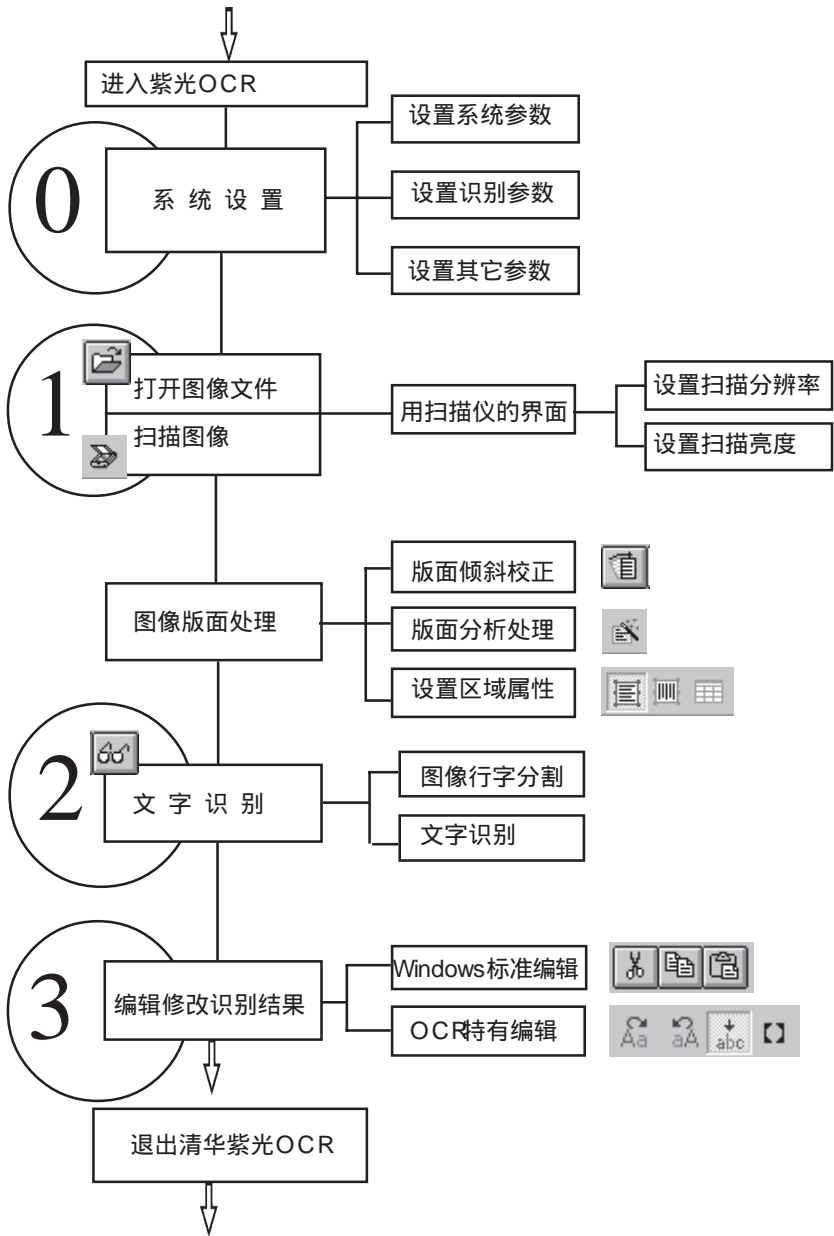 进入紫光OCR
0
系统设置
设置系统参数
设置识别参数
设置其它参数
1
打开图像文件
扫描图像
用扫描仪的界面
设置扫描分辨率
设置扫描亮度
图像版面处理
版面倾斜校正
版面分析处理
设置区域属性
2
文字识别
图像行字分割
文字识别
3
编辑修改识别结果
Windows标准编辑
OCR特有编辑
Aa
aA
abc
退出清华紫光OCR